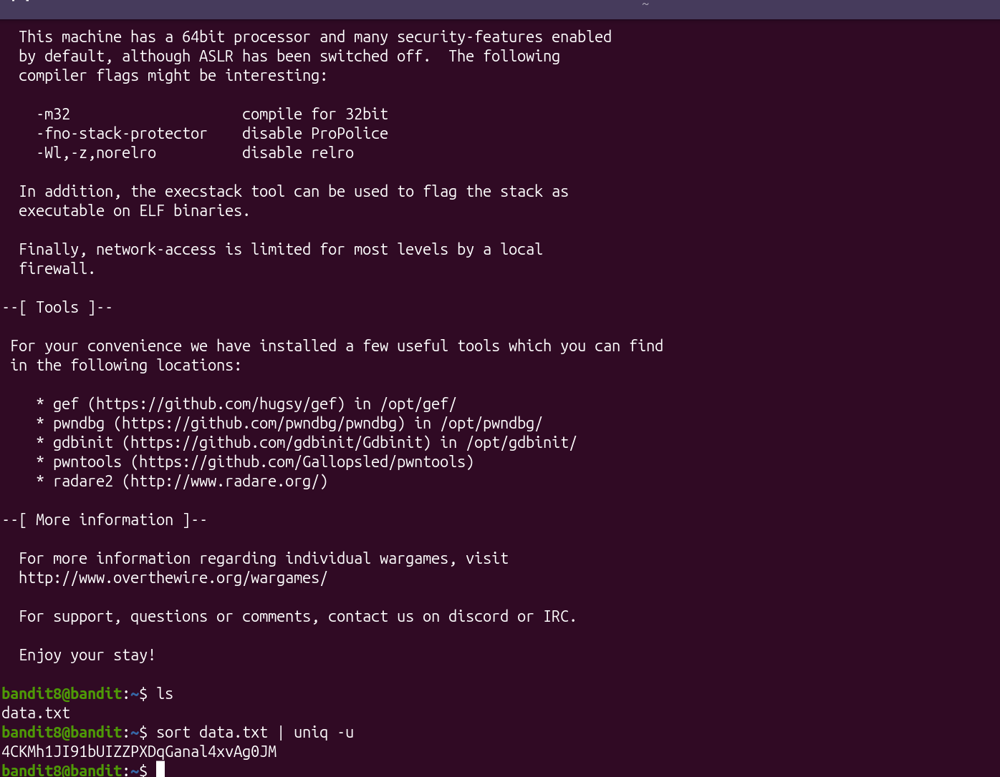 ~
This machine has a 64bit processor and many security-features enabled
by default, although ASLR has been switched off.  The following
compiler flags might be interesting:
-m32                    compile for 32bit
-fno-stack-protector    disable ProPolice
-Wl,-z,norelro          disable relro
In addition, the execstack tool can be used to flag the stack as
executable on ELF binaries.
Finally, network-access is limited for most levels by a local
firewall.
--[ Tools ]--
For your convenience we have installed a few useful tools which you can find
in the following locations:
* gef (https://github.com/hugsy/gef) in /opt/gef/
* pwndbg (https://github.com/pwndbg/pwndbg) in /opt/pwndbg/
* gdbinit (https://github.com/gdbinit/Gdbinit) in /opt/gdbinit/
* pwntools (https://github.com/Gallopsled/pwntools)
* radare2 (http://www.radare.org/)
--[ More information ]--
For more information regarding individual wargames, visit
http://www.overthewire.org/wargames/
For support, questions or comments, contact us on discord or IRC.
Enjoy your stay!
bandit8@bandit:~$ ls
data.txt
bandit8@bandit:~$ sort data.txt | uniq -u
4CKMh1JI91bUIZZPXDqGanal4xvAg0JM
bandit8@bandit:~$